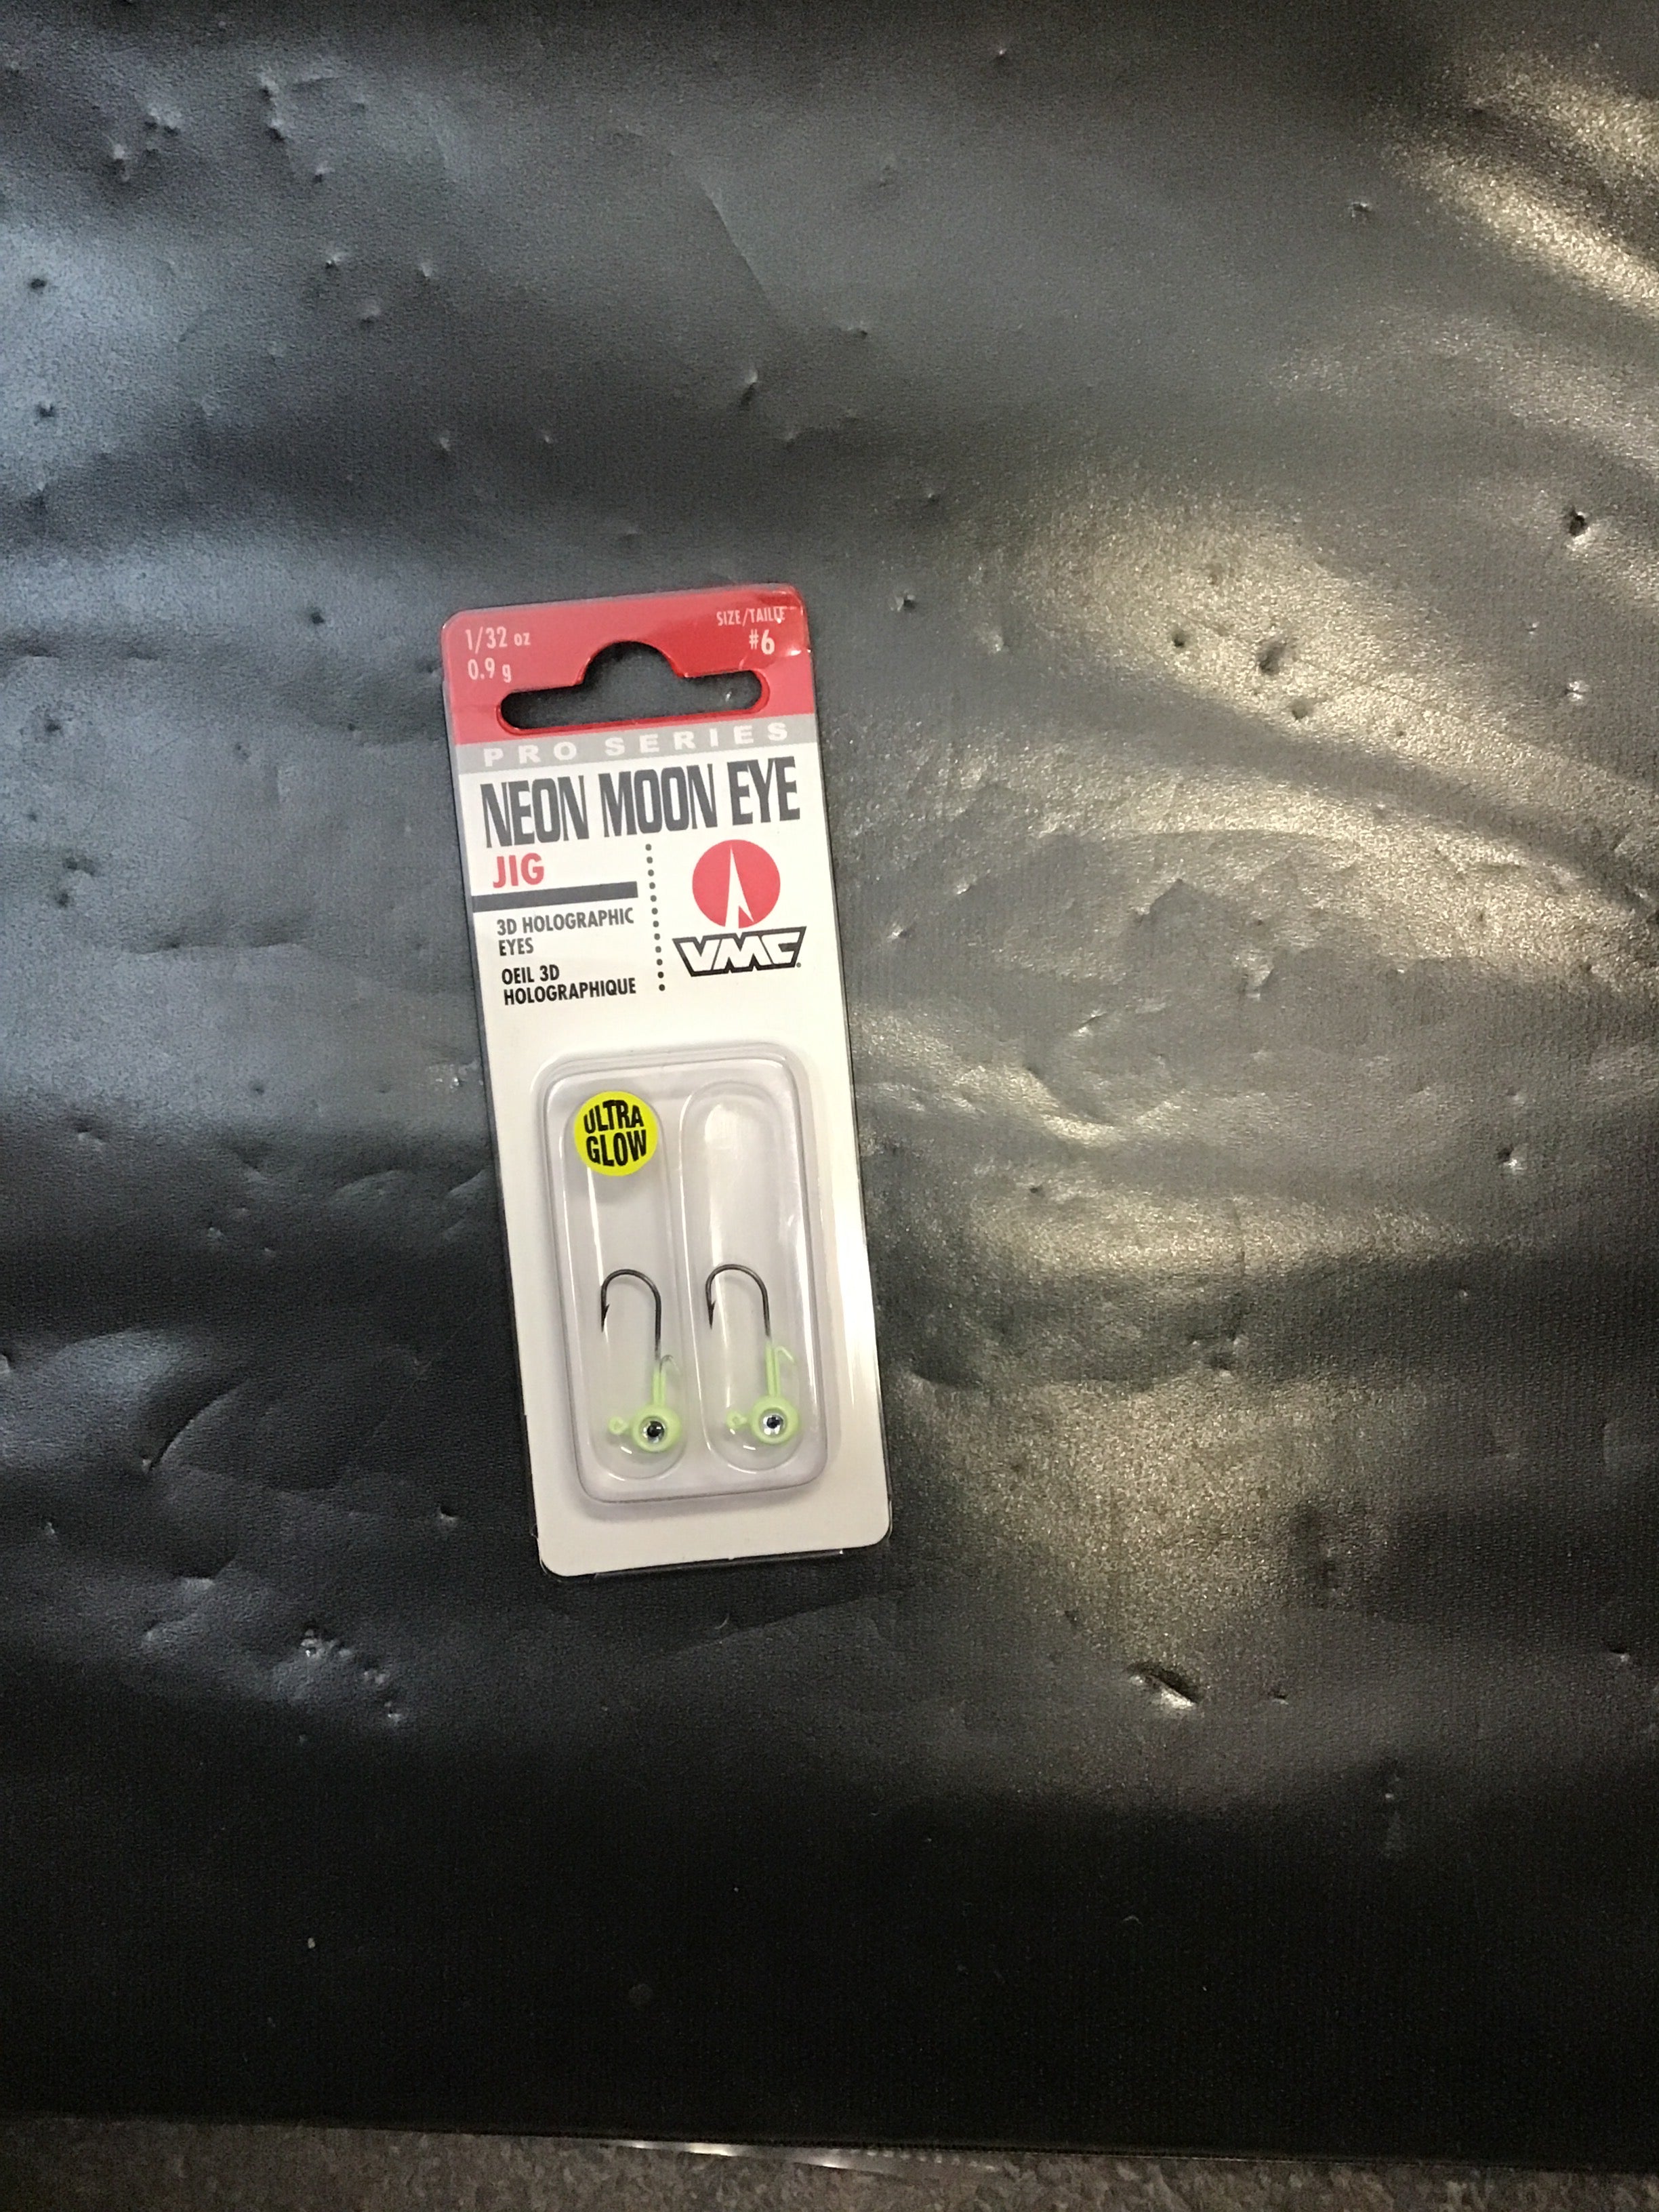 1/32 oz
0.9 g
SIZE/TAILLE
#6
PRO SERIES
NEON MOON EYE
JIG
3D HOLOGRAPHIC
EYES
OEIL 3D
HOLOGRAPHIQUE
VMC
ULTRA
GLOW